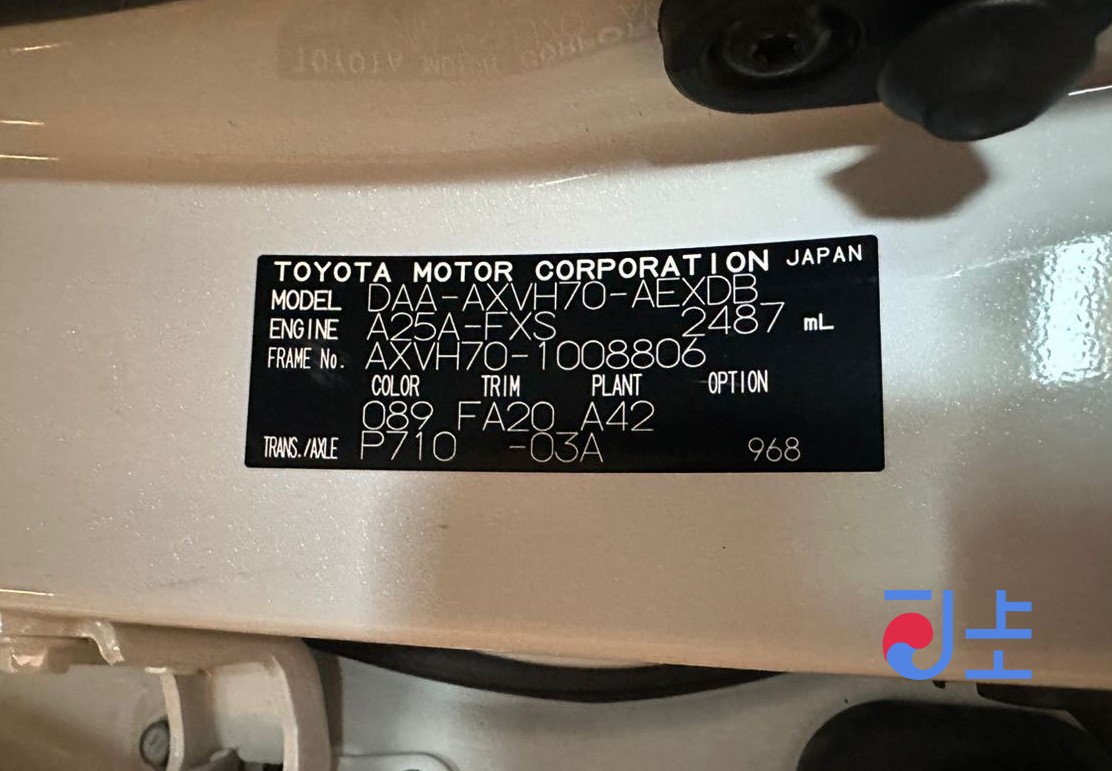 TOYOTA MOTOR CORPORATION JAPAN
MODEL DAA-AXVH70-AEXDB
ENGINE A25A-FXS 2487 mL
FRAME No. AXVH70-1008806
COLOR TRIM PLANT OPTION
089 FA20 A42
TRANS./AXLE P710 -03A 968